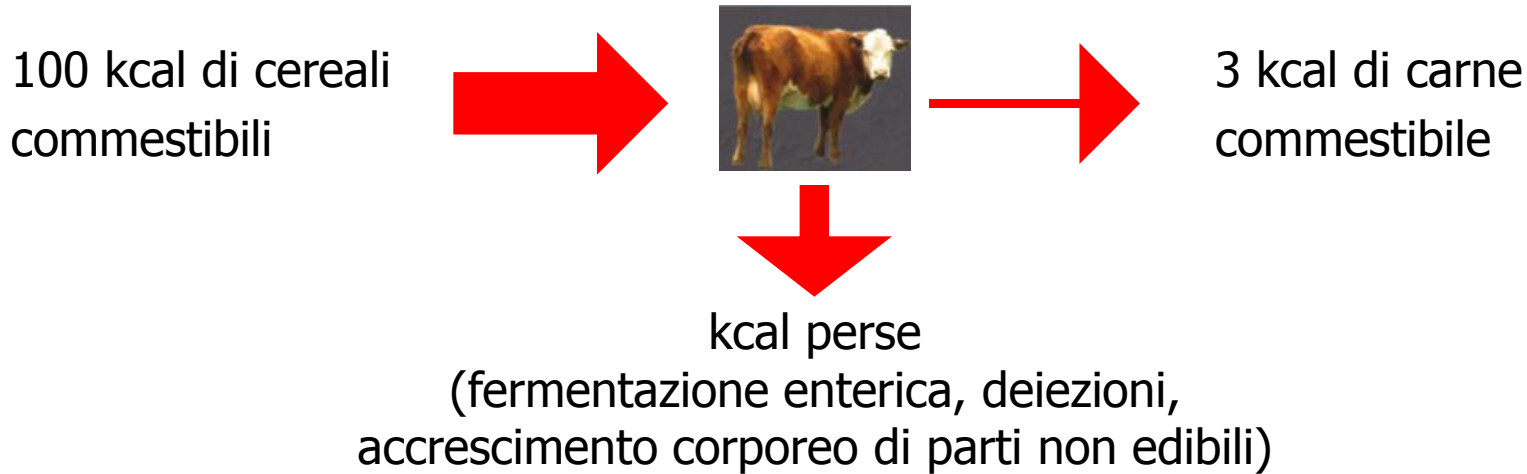 100 kcal di cereali
commestibili
3 kcal di carne
commestibile
kcal perse
(fermentazione enterica, deiezioni,
accrescimento corporeo di parti non edibili)